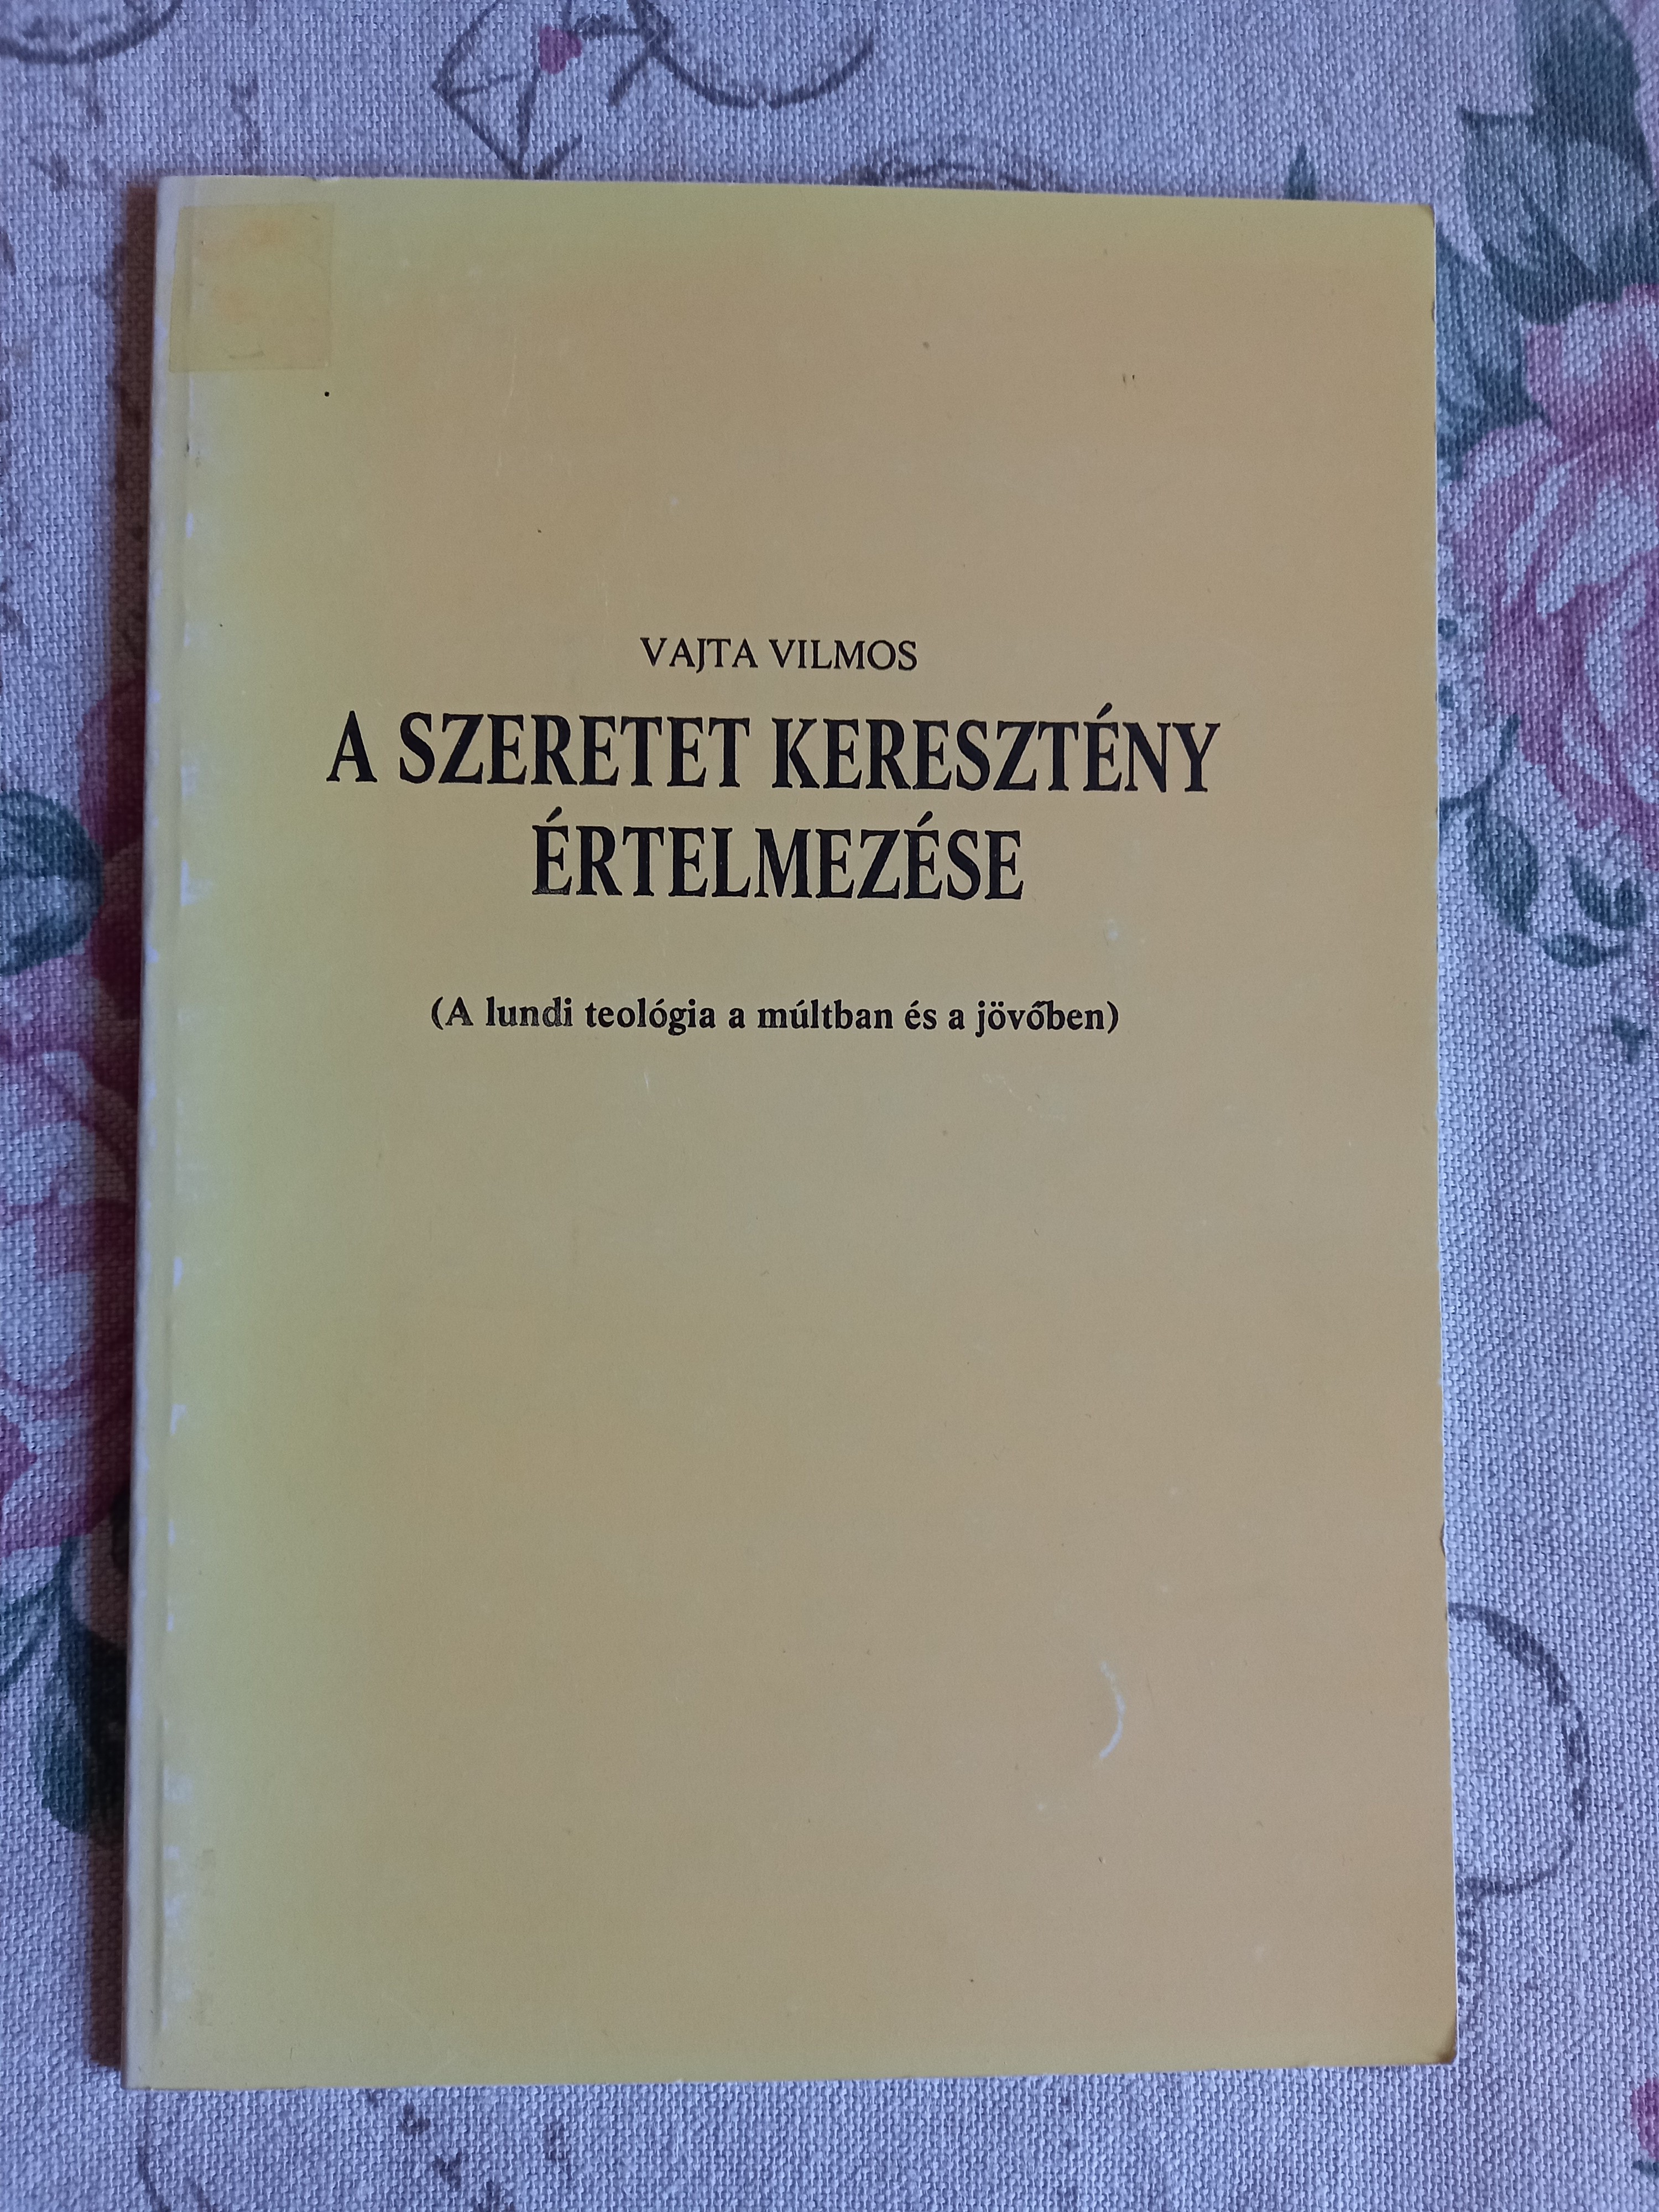 VAJTA VILMOS
A SZERETET KERESZTÉNY
ÉRTELMEZÉSE
(A lundi teológia a múltban és a jövőben)